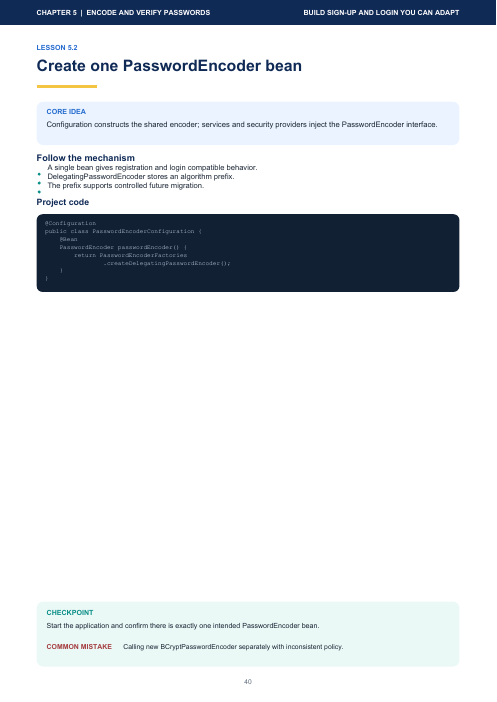 CHAPTER 5 | ENCODE AND VERIFY PASSWORDS
BUILD SIGN-UP AND LOGIN YOU CAN ADAPT
LESSON 5.2
Create one PasswordEncoder bean
CORE IDEA
Configuration constructs the shared encoder; services and security providers inject the PasswordEncoder interface.
Follow the mechanism
A single bean gives registration and login compatible behavior.
DelegatingPasswordEncoder stores an algorithm prefix.
The prefix supports controlled future migration.
Project code
@Configuration
public class PasswordEncoderConfiguration {
    @Bean
    PasswordEncoder passwordEncoder() {
        return PasswordEncoderFactories
                .createDelegatingPasswordEncoder();
    }
}
CHECKPOINT
Start the application and confirm there is exactly one intended PasswordEncoder bean.
COMMON MISTAKE Calling new BCryptPasswordEncoder separately with inconsistent policy.
40